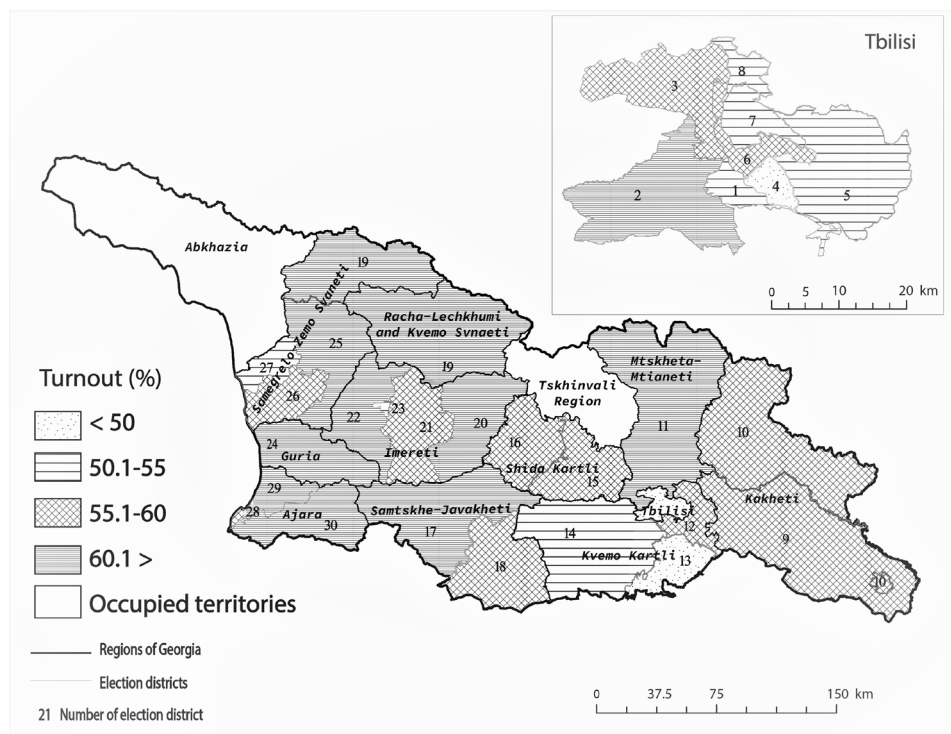 Tbilisi
3
8
7
6
2
1
4
5
0 5 10 20 km
Abkhazia
19
Samegrelo-Zemo Svaneti
Racha-Lechkhumi
and Kvemo Svnaeti
25
19
27
26
Mtskheta-
Mtianeti
Tskhinvali
Region
22
23
21
20
16
11
10
24
Guria
Imereti
Shida Kartli
15
29
28
Ajara
30
Samtskhe-Javakheti
17
18
14
Kvemo Kartli
Tbilisi
12
5
13
Kakheti
9
10
Turnout (%)
< 50
50.1-55
55.1-60
60.1 >
Occupied territories
Regions of Georgia
Election districts
21 Number of election district
0 37.5 75 150 km